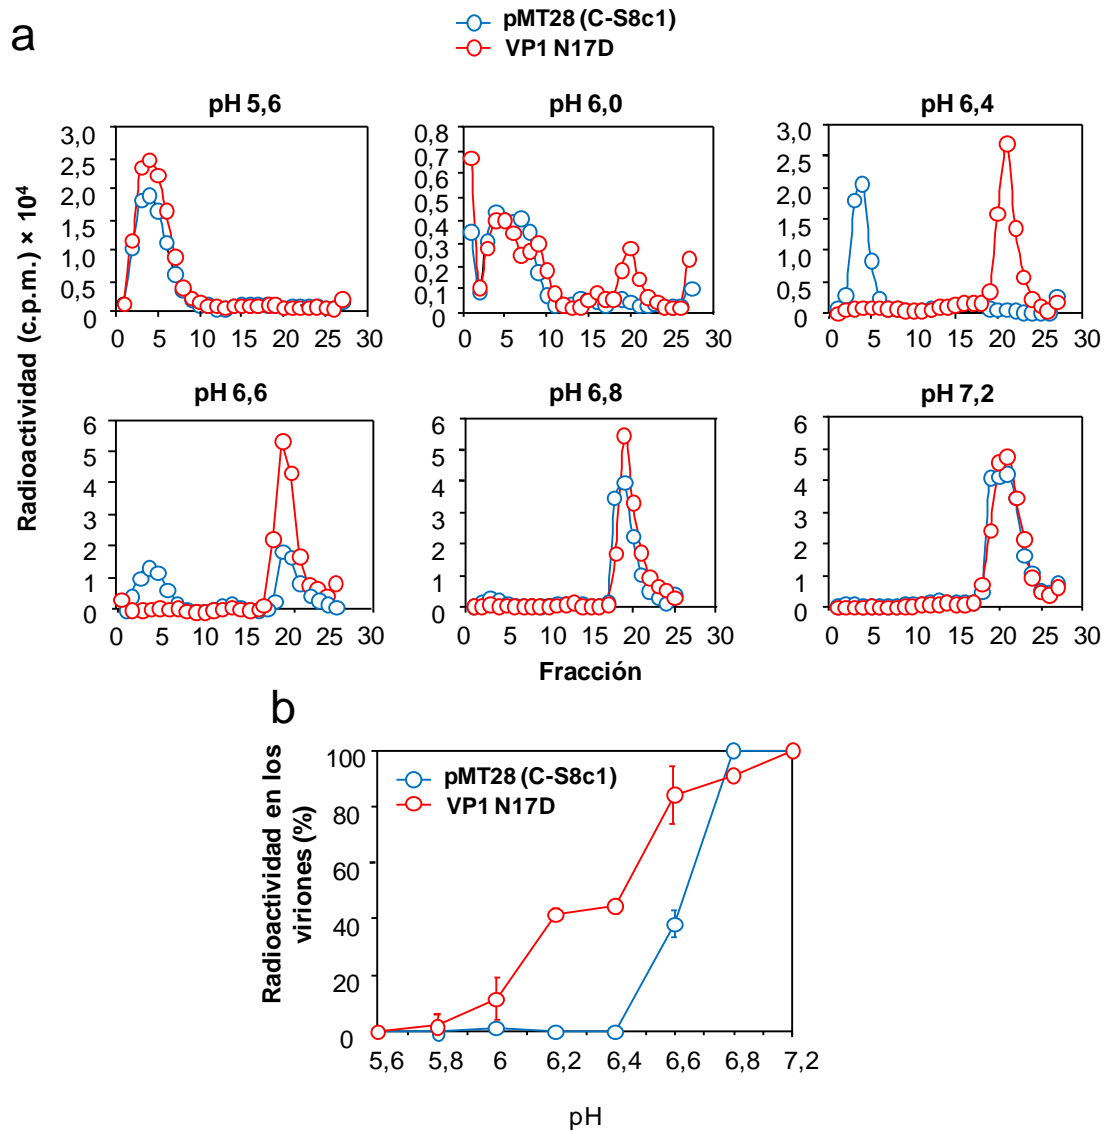 a
pMT28 (C-S8c1)
VP1 N17D
Radioactividad (c.p.m.) × 10⁴
pH 5,6
3,0
2,5
2,0
1,5
1,0
0,5
0
0 5 10 15 20 25 30
pH 6,0
0,8
0,7
0,6
0,5
0,4
0,3
0,2
0,1
0
0 5 10 15 20 25 30
pH 6,4
3,0
2,5
2,0
1,5
1,0
0,5
0
0 5 10 15 20 25 30
pH 6,6
6
5
4
3
2
1
0
0 5 10 15 20 25 30
pH 6,8
6
5
4
3
2
1
0
0 5 10 15 20 25 30
pH 7,2
6
5
4
3
2
1
0
0 5 10 15 20 25 30
Fracción
b
Radioactividad en los
viriones (%)
pMT28 (C-S8c1)
VP1 N17D
100
80
60
40
20
0
5,6 5,8 6 6,2 6,4 6,6 6,8 7,2
pH